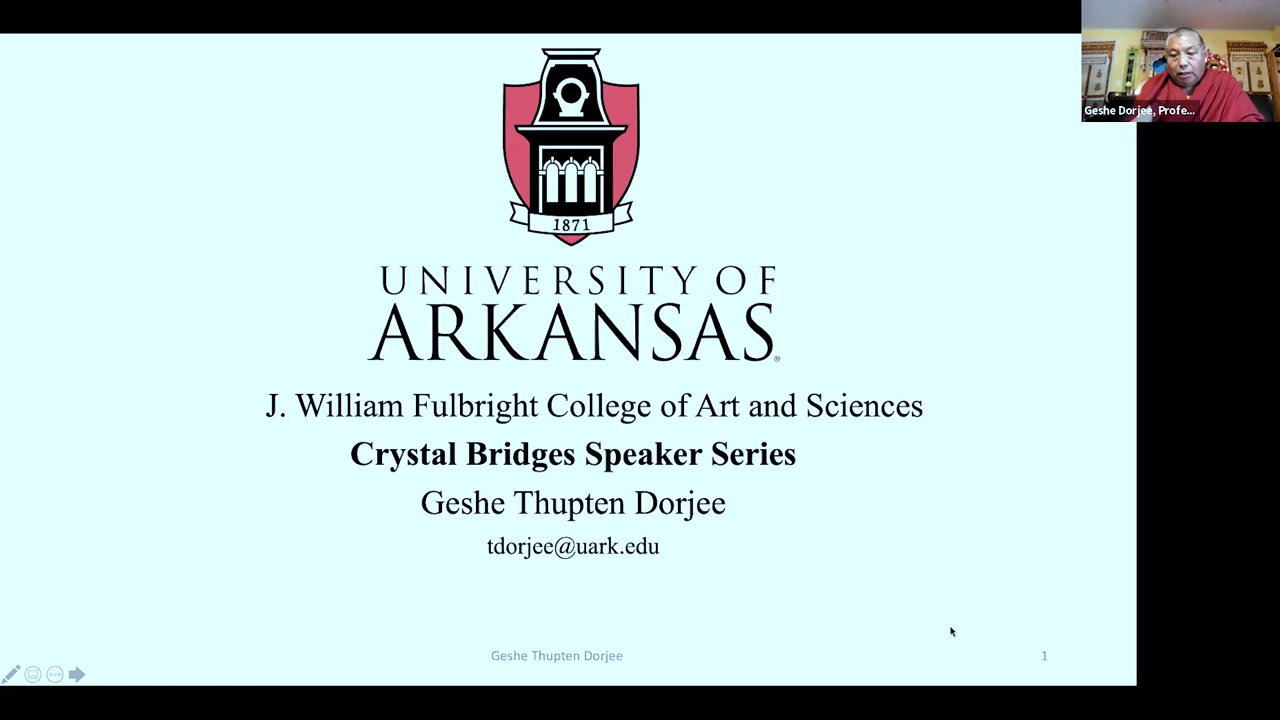 Geshe Dorjee, Profe...
1871
UNIVERSITY OF
ARKANSAS®
J. William Fulbright College of Art and Sciences
Crystal Bridges Speaker Series
Geshe Thupten Dorjee
tdorjee@uark.edu
Geshe Thupten Dorjee
1